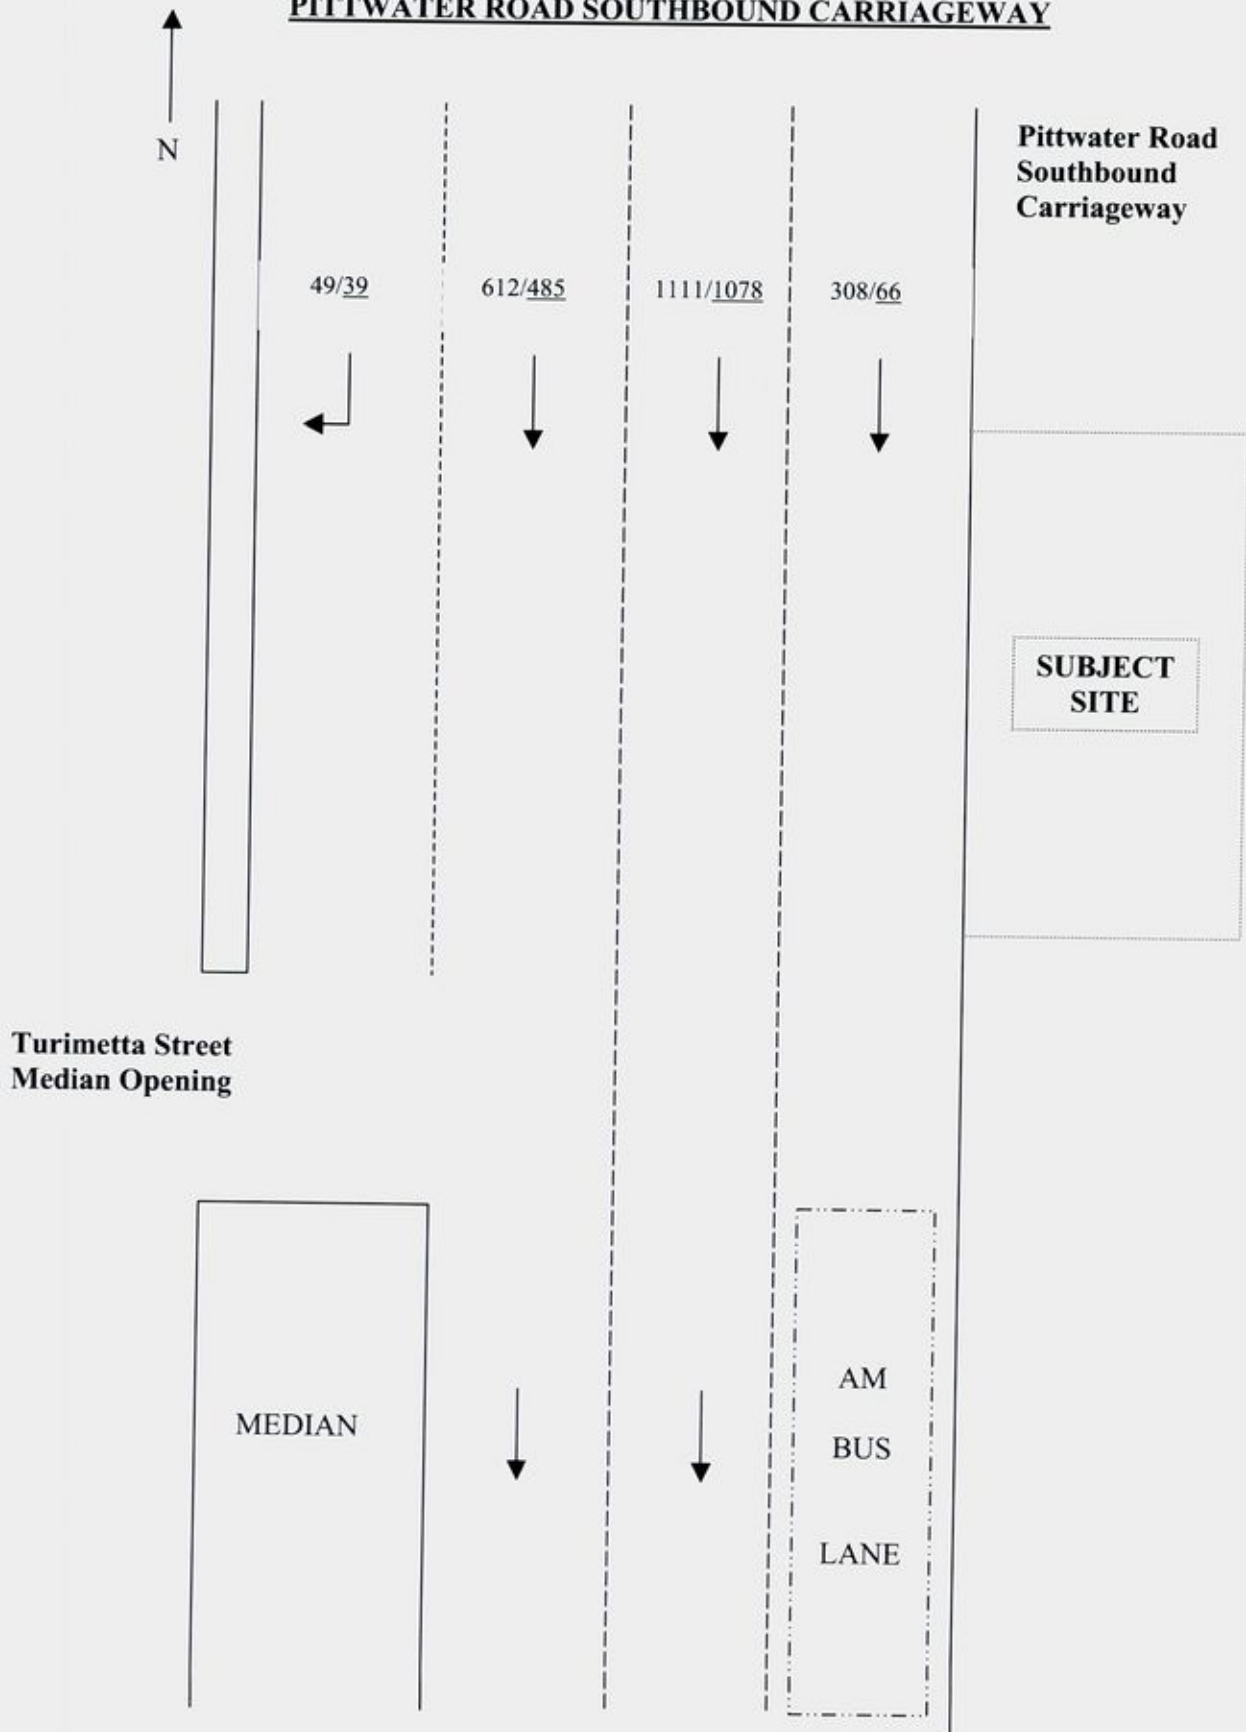 PITTWATER ROAD SOUTHBOUND CARRIAGEWAY
N
Pittwater Road
Southbound
Carriageway
49/39
612/485
1111/1078
308/66
SUBJECT
SITE
Turimetta Street
Median Opening
MEDIAN
AM
BUS
LANE